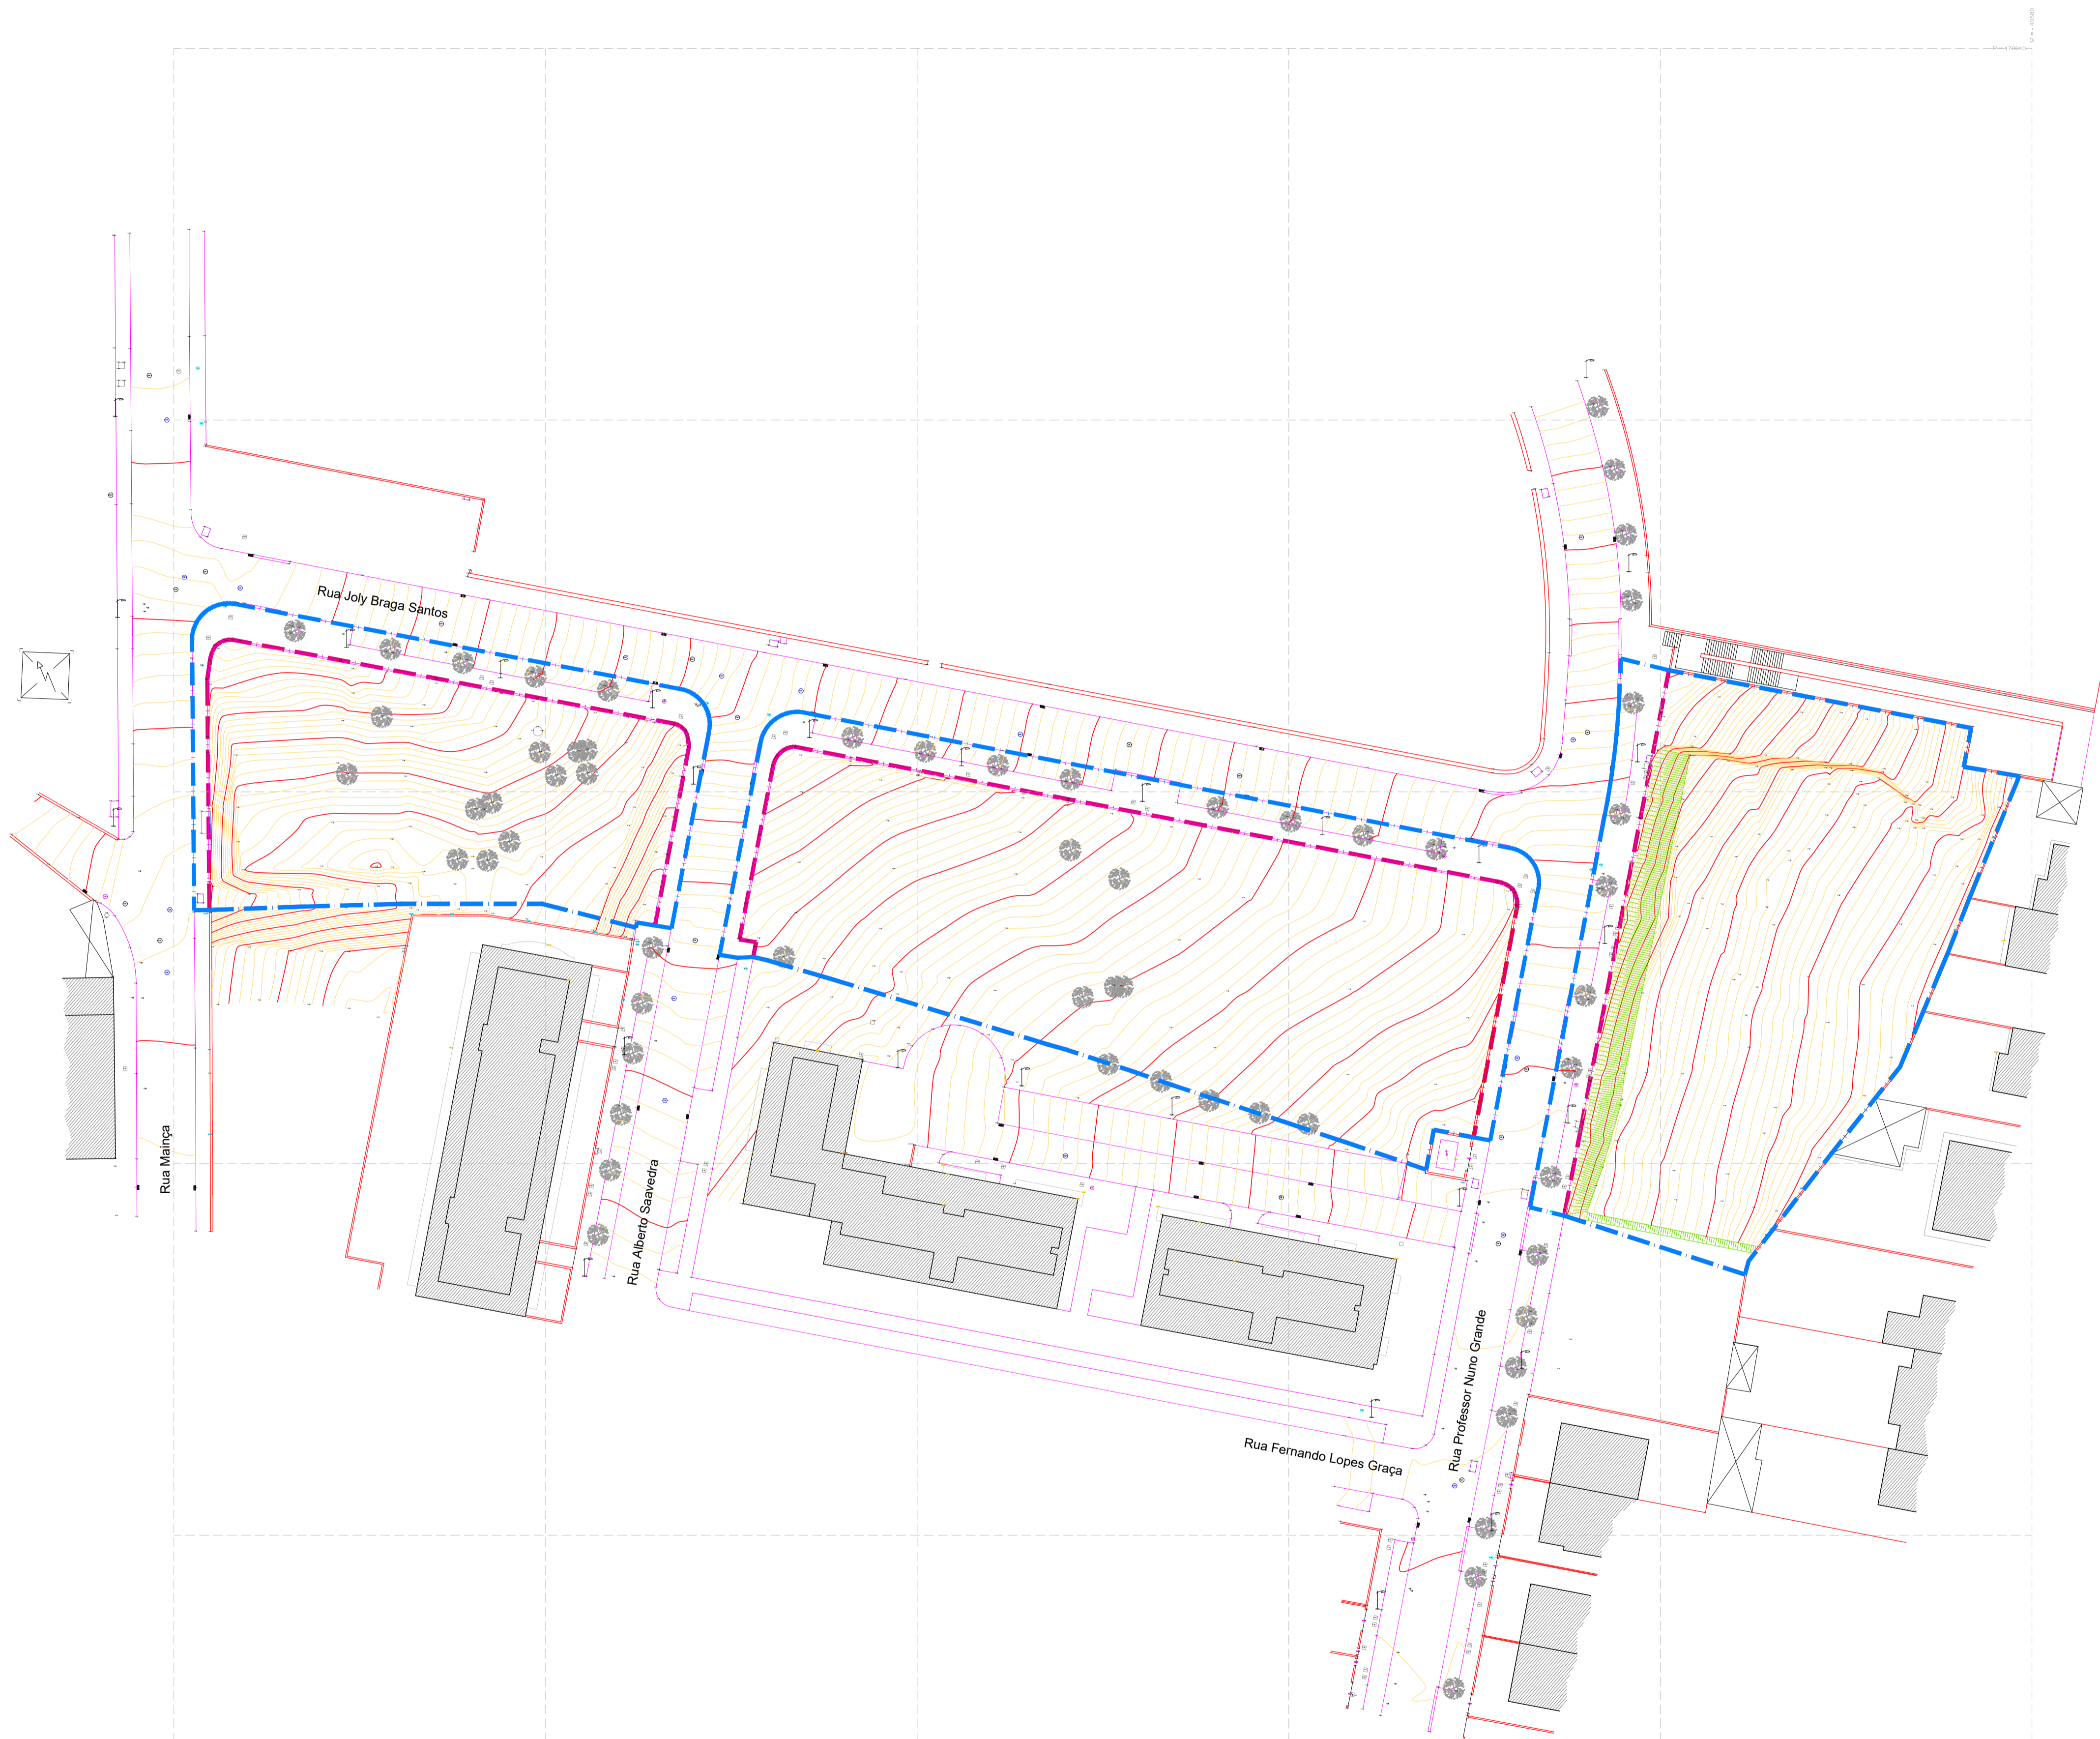 Rua Joly Braga Santos
Rua Mainça
Rua Alberto Saavedra
Rua Professor Nuno Grande
Rua Fernando Lopes Graça